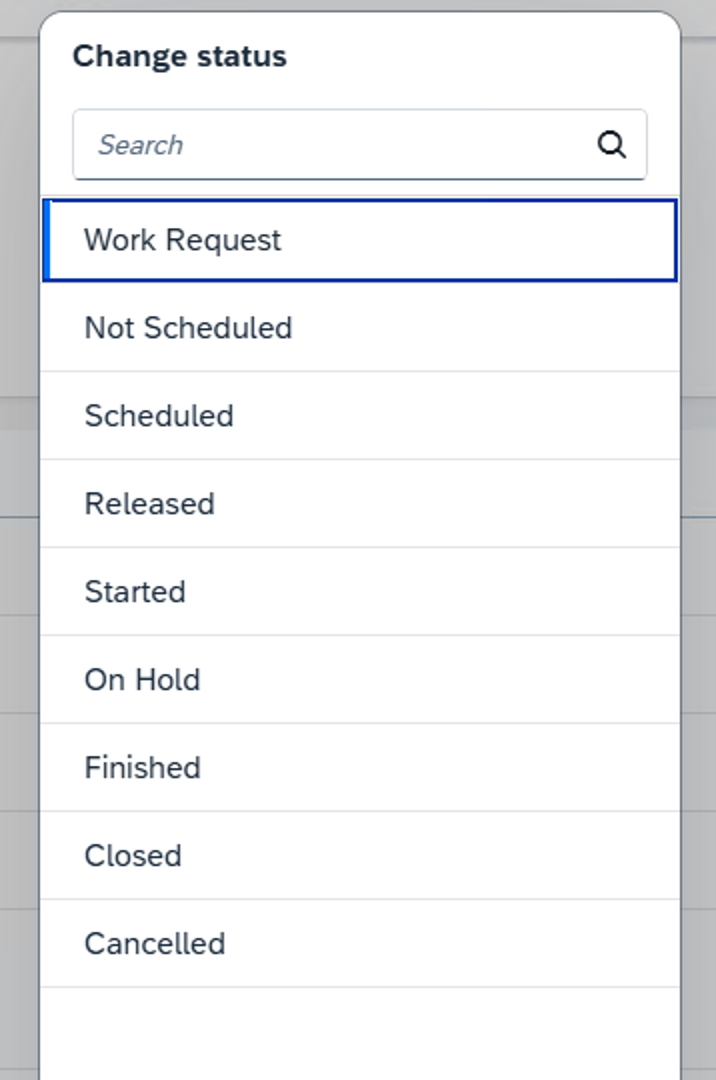 Change status
Search
Work Request
Not Scheduled
Scheduled
Released
Started
On Hold
Finished
Closed
Cancelled